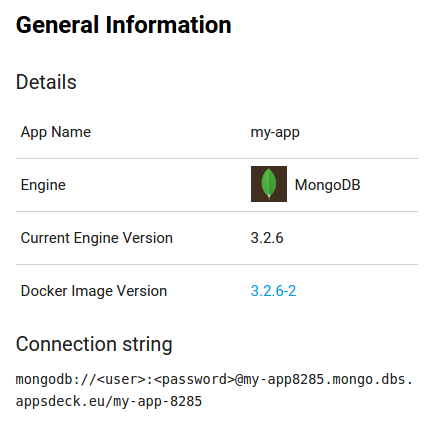 General Information
Details
App Name my-app
Engine MongoDB
Current Engine Version 3.2.6
Docker Image Version 3.2.6-2
Connection string
mongodb://<user>:<password>@my-app8285.mongo.dbs.
appsdeck.eu/my-app-8285